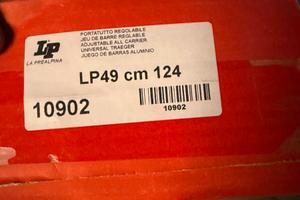 LP
LA PREALPINA
PORTATUTTO REGOLABILE
JEU DE BARRE REGLABLE
ADJUSTABLE ALL CARRIER
UNIVERSAL TRAEGER
JUEGO DE BARRAS ALUMINIO
LP49 cm 124
10902
10902